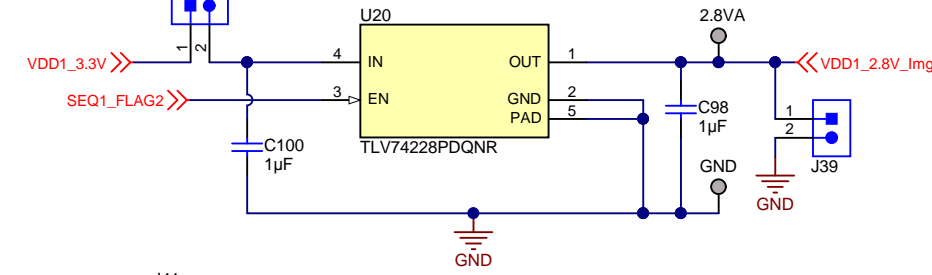 U20
2.8VA
1
2
VDD1_3.3V
4
IN
OUT
1
VDD1_2.8V_Img
SEQ1_FLAG2
3
EN
GND
2
PAD
5
C98
1µF
1
2
J39
C100
1µF
TLV74228PDQNR
GND
GND
GND